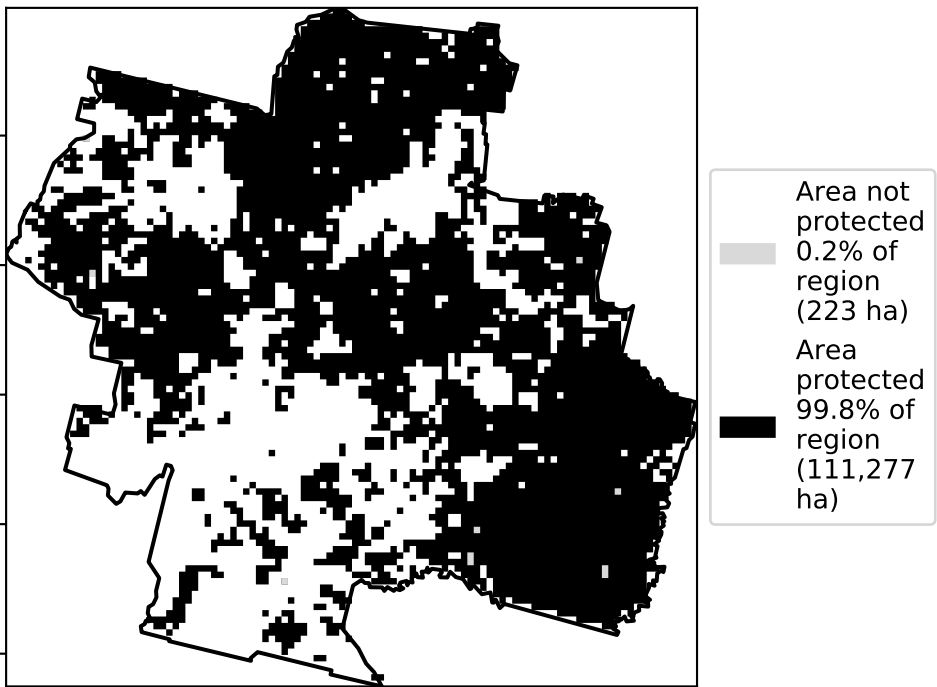 Area not
protected
0.2% of
region
(223 ha)
Area
protected
99.8% of
region
(111,277
ha)